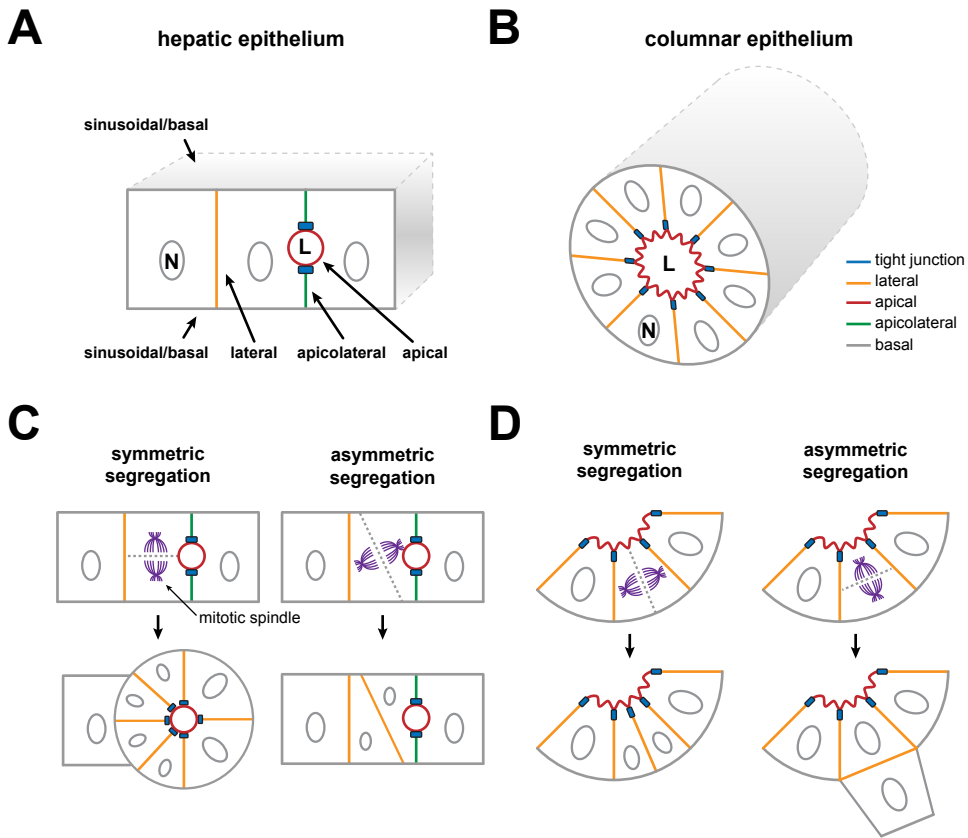 A
hepatic epithelium
sinusoidal/basal
N
L
sinusoidal/basal
lateral
apicolateral
apical
B
columnar epithelium
L
N
tight junction
lateral
apical
apicolateral
basal
C
symmetric
segregation
asymmetric
segregation
mitotic spindle
D
symmetric
segregation
asymmetric
segregation